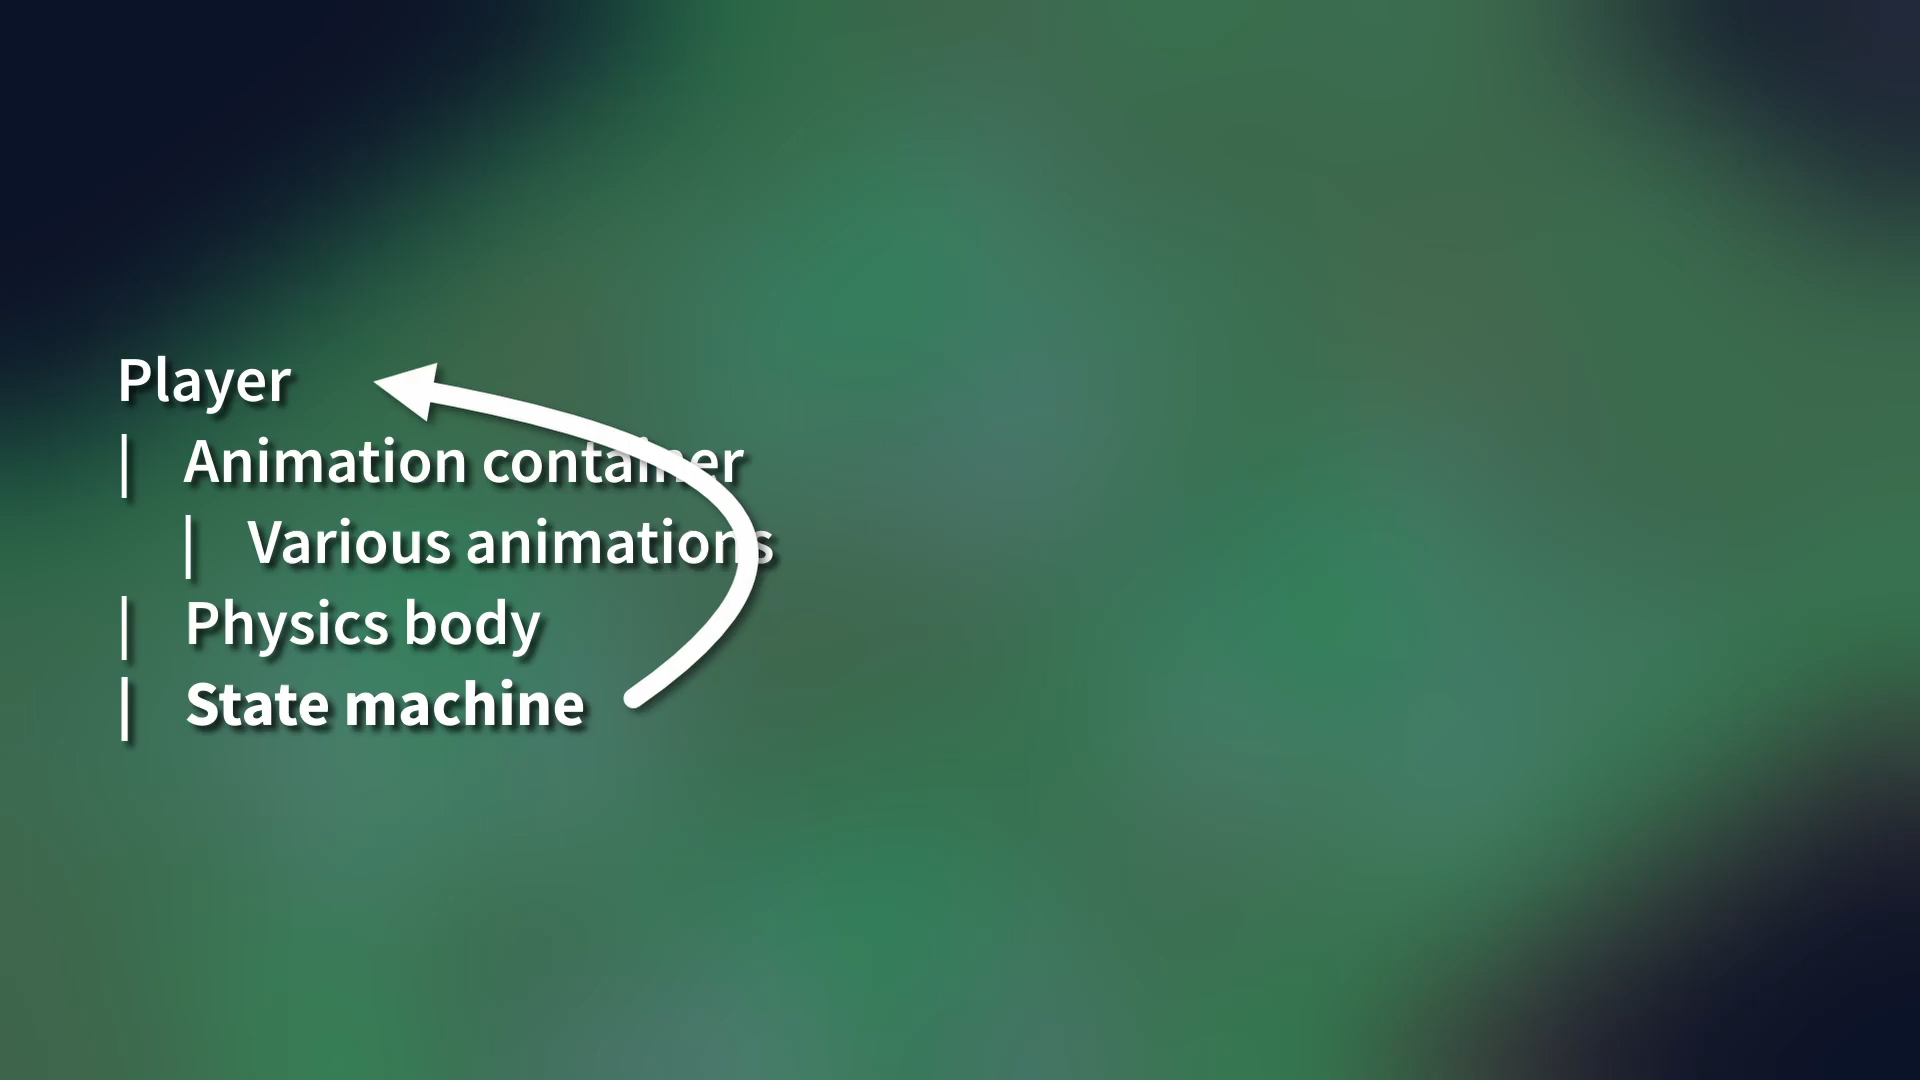 Player
| Animation container
| Various animations
| Physics body
| State machine